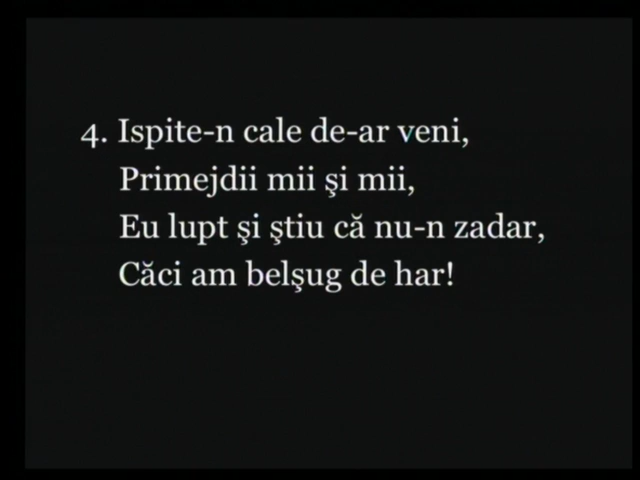 4. Ispite-n cale de-ar veni,
Primejdii mii şi mii,
Eu lupt şi ştiu că nu-n zadar,
Căci am belşug de har!